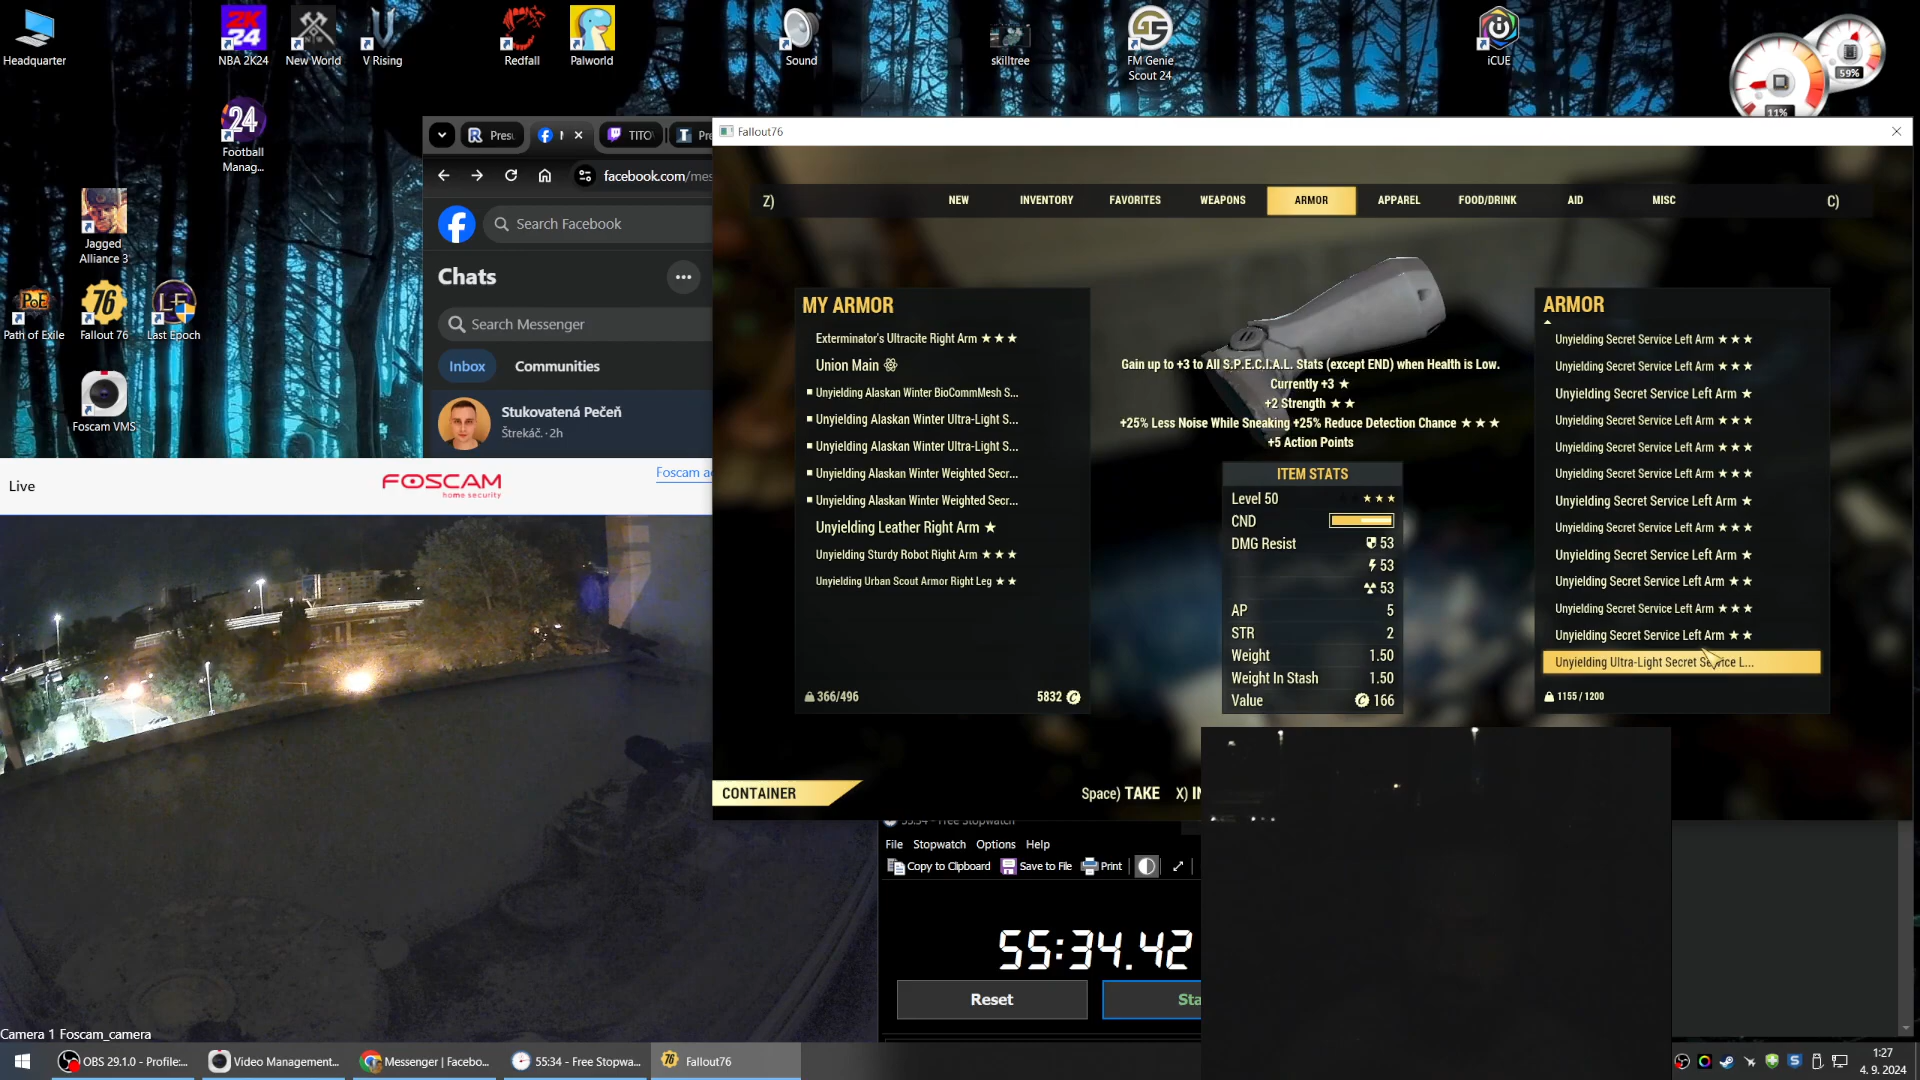 Headquarter
NBA 2K24
New World
V Rising
Redfall
Palworld
Sound
skilltree
FM Genie
Scout 24
iCUE
59%
11%
Football
Manag...
Jagged
Alliance 3
Path of Exile
Fallout 76
Last Epoch
Foscam VMS
TITO
facebook.com/mes
Search Facebook
Chats
Search Messenger
Inbox
Communities
Stukovatená Pečeň
Štrekáč. · 2h
Live
FOSCAM
home security
Foscam ac
Camera 1 Foscam_camera
Fallout76
Z)
NEW
INVENTORY
FAVORITES
WEAPONS
ARMOR
APPAREL
FOOD/DRINK
AID
MISC
C)
MY ARMOR
Exterminator's Ultracite Right Arm ★ ★ ★
Union Main
Unyielding Alaskan Winter BioCommMesh S...
Unyielding Alaskan Winter Ultra-Light S...
Unyielding Alaskan Winter Ultra-Light S...
Unyielding Alaskan Winter Weighted Secr...
Unyielding Alaskan Winter Weighted Secr...
Unyielding Leather Right Arm ★
Unyielding Sturdy Robot Right Arm ★ ★ ★
Unyielding Urban Scout Armor Right Leg ★ ★
366/496
5832
Gain up to +3 to All S.P.E.C.I.A.L. Stats (except END) when Health is Low.
Currently +3 ★
+2 Strength ★ ★
+25% Less Noise While Sneaking +25% Reduce Detection Chance ★ ★ ★
+5 Action Points
ITEM STATS
Level 50 ★ ★ ★
CND
DMG Resist 53
53
53
AP 5
STR 2
Weight 1.50
Weight In Stash 1.50
Value 166
ARMOR
Unyielding Secret Service Left Arm ★ ★ ★
Unyielding Secret Service Left Arm ★ ★ ★
Unyielding Secret Service Left Arm ★
Unyielding Secret Service Left Arm ★ ★ ★
Unyielding Secret Service Left Arm ★ ★ ★
Unyielding Secret Service Left Arm ★ ★ ★
Unyielding Secret Service Left Arm ★
Unyielding Secret Service Left Arm ★ ★ ★
Unyielding Secret Service Left Arm ★
Unyielding Secret Service Left Arm ★ ★
Unyielding Secret Service Left Arm ★ ★ ★
Unyielding Secret Service Left Arm ★ ★
Unyielding Ultra-Light Secret Service L...
1155 / 1200
CONTAINER
Space) TAKE X) IN
55:34 - Free Stopwatch
File Stopwatch Options Help
Copy to Clipboard Save to File Print
55:34.42
Reset
Sta
OBS 29.1.0 - Profile:...
Video Management...
Messenger | Facebo...
55:34 - Free Stopwa...
Fallout76
1:27
4. 9. 2024